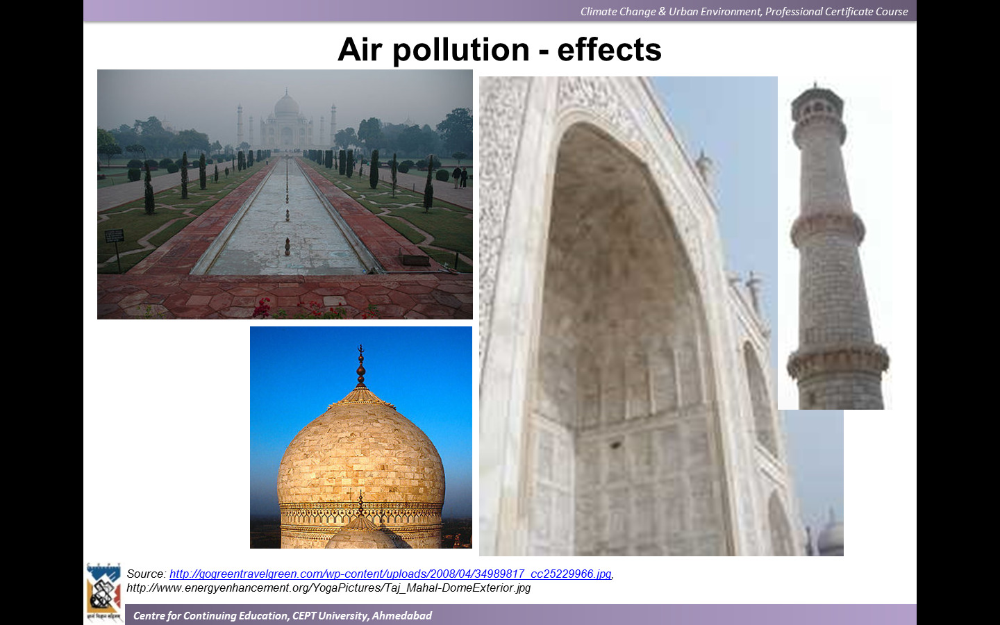 Climate Change & Urban Environment, Professional Certificate Course
Air pollution - effects
Source: http://gogreentravelgreen.com/wp-content/uploads/2008/04/34989817_cc25229966.jpg,
http://www.energyenhancement.org/YogaPictures/Taj_Mahal-DomeExterior.jpg
Centre for Continuing Education, CEPT University, Ahmedabad